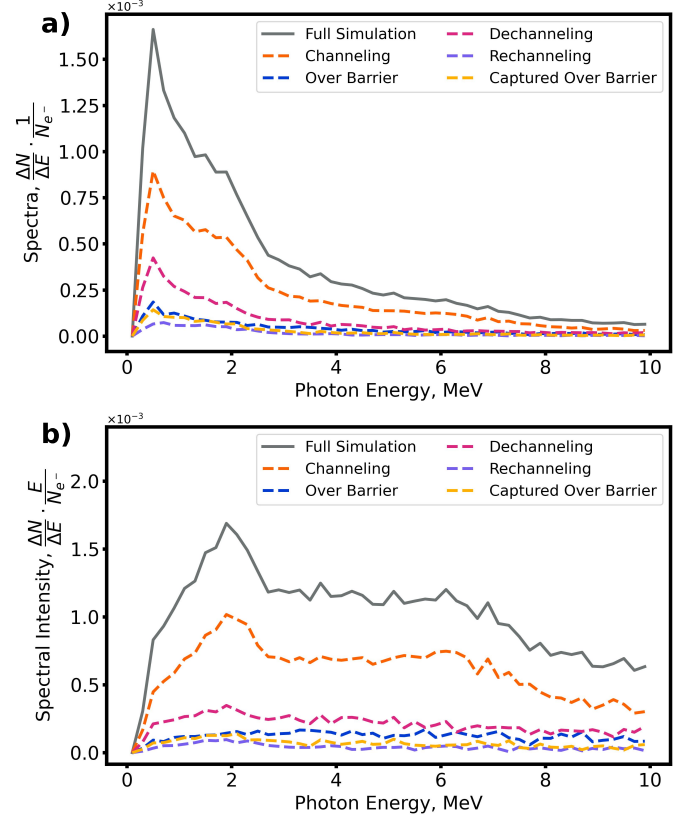 a)
×10⁻³
Full Simulation
Channeling
Over Barrier
Dechanneling
Rechanneling
Captured Over Barrier
1.50
1.25
1.00
0.75
0.50
0.25
0.00
Spectra, ΔN/ΔE · 1/N_e⁻
0 2 4 6 8 10
Photon Energy, MeV
b)
×10⁻³
Full Simulation
Channeling
Over Barrier
Dechanneling
Rechanneling
Captured Over Barrier
2.0
1.5
1.0
0.5
0.0
Spectral Intensity, ΔN/ΔE · E/N_e⁻
0 2 4 6 8 10
Photon Energy, MeV